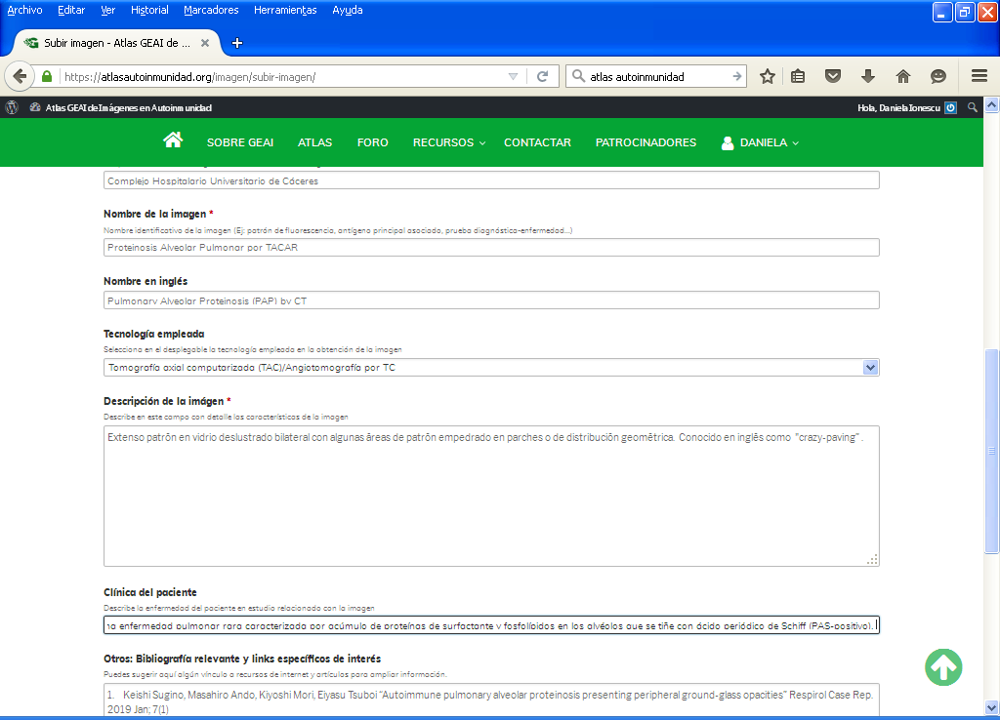 Archivo Editar Ver Historial Marcadores Herramientas Ayuda
Subir imagen - Atlas GEAI de ...
https://atlasautoinmunidad.org/imagen/subir-imagen/
atlas autoinmunidad
Atlas GEAI de Imágenes en Autoinmunidad
Hola, Daniela Ionescu
SOBRE GEAI ATLAS FORO RECURSOS CONTACTAR PATROCINADORES DANIELA
Complejo Hospitalario Universitario de Cáceres
Nombre de la imagen *
Nombre identificativo de la imagen (Ej: patrón de fluorescencia, antígeno principal asociado, prueba diagnóstica-enfermedad...)
Proteinosis Alveolar Pulmonar por TACAR
Nombre en inglés
Pulmonary Alveolar Proteinosis (PAP) by CT
Tecnología empleada
Selecciona en el desplegable la tecnología empleada en la obtención de la imagen
Tomografía axial computarizada (TAC)/Angiotomografía por TC
Descripción de la imágen *
Describe en este campo con detalle las características de la imagen
Extenso patrón en vidrio deslustrado bilateral con algunas áreas de patrón empedrado en parches o de distribución geométrica. Conocido en inglés como "crazy-paving" .
Clínica del paciente
Describe la enfermedad del paciente en estudio relacionada con la imagen
na enfermedad pulmonar rara caracterizada por acúmulo de proteínas de surfactante y fosfolípidos en los alvéolos que se tiñe con ácido periódico de Schiff (PAS-positivo).
Otros: Bibliografía relevante y links específicos de interés
Puedes sugerir aquí algún vínculo a recursos de internet y artículos para ampliar información.
1. Keishi Sugino, Masahiro Ando, Kiyoshi Mori, Eiyasu Tsuboi "Autoimmune pulmonary alveolar proteinosis presenting peripheral ground-glass opacities" Respirol Case Rep.
2019 Jan; 7(1)